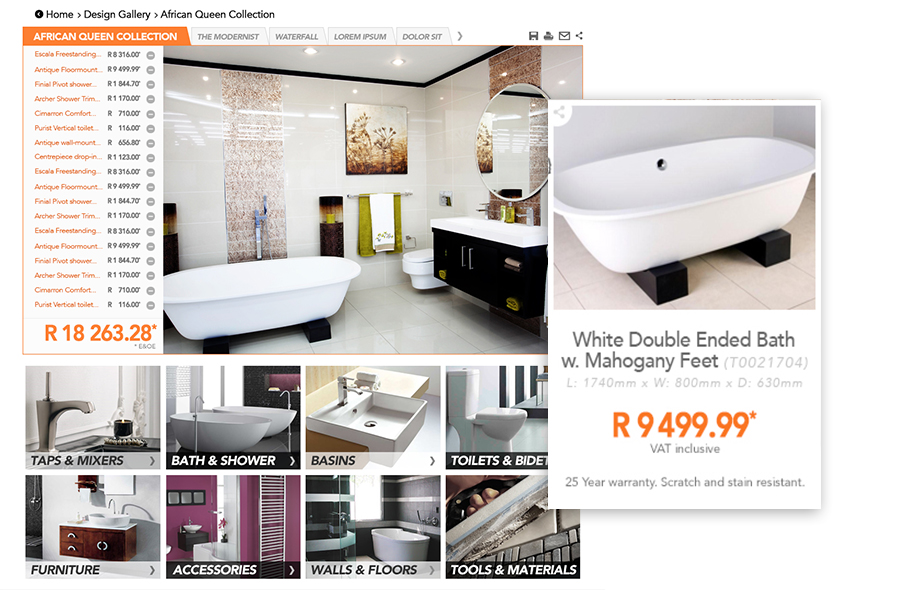 Home › Design Gallery › African Queen Collection
AFRICAN QUEEN COLLECTION
THE MODERNIST
WATERFALL
LOREM IPSUM
DOLOR SIT
Escala Freestanding... R 8 316.00*
Antique Floormount... R 9 499.99*
Finial Pivot shower... R 1 844.70*
Archer Shower Trim... R 1 170.00*
Cimarron Comfort... R 710.00*
Purist Vertical toilet... R 116.00*
Antique wall-mount... R 656.80*
Centrepiece drop-in... R 1 123.00*
Escala Freestanding... R 8 316.00*
Antique Floormount... R 9 499.99*
Finial Pivot shower... R 1 844.70*
Archer Shower Trim... R 1 170.00*
Escala Freestanding... R 8 316.00*
Antique Floormount... R 9 499.99*
Finial Pivot shower... R 1 844.70*
Archer Shower Trim... R 1 170.00*
Cimarron Comfort... R 710.00*
Purist Vertical toilet... R 116.00*
R 18 263.28*
* E&OE
White Double Ended Bath
w. Mahogany Feet (T0021704)
L: 1740mm x W: 800mm x D: 630mm
R 9 499.99*
VAT inclusive
25 Year warranty. Scratch and stain resistant.
TAPS & MIXERS
BATH & SHOWER
BASINS
TOILETS & BIDET
FURNITURE
ACCESSORIES
WALLS & FLOORS
TOOLS & MATERIALS